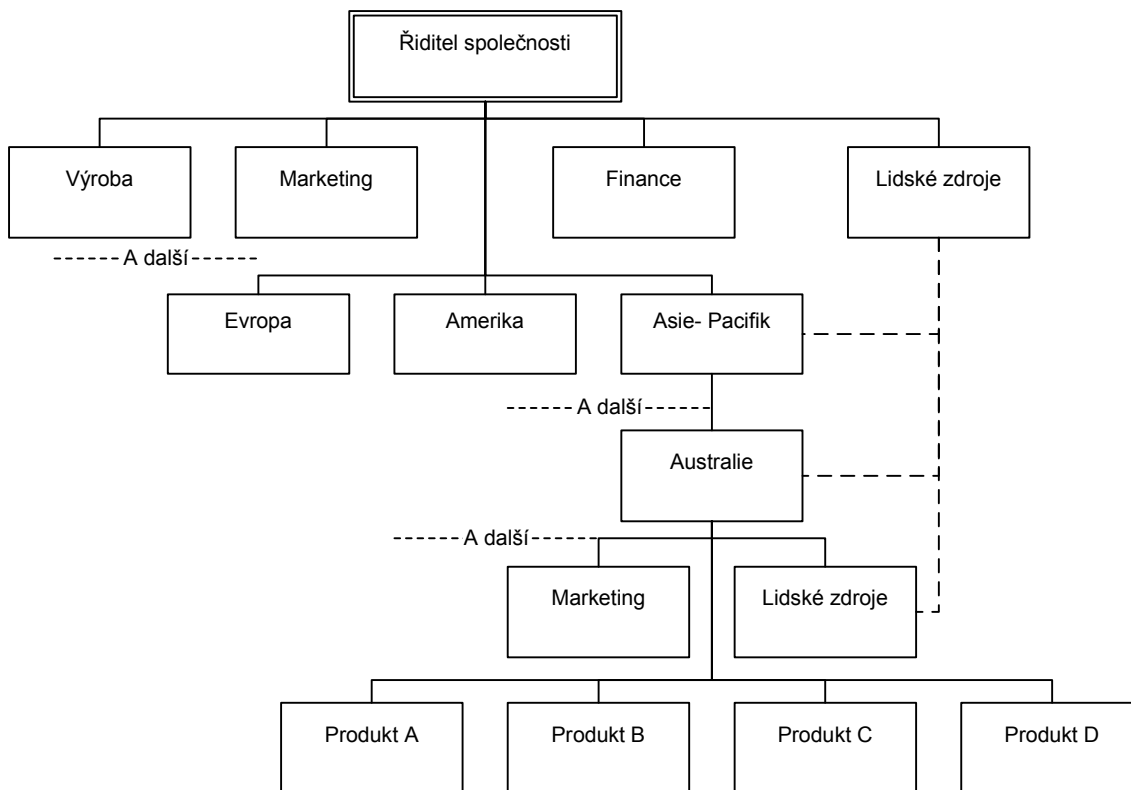 Řiditel společnosti
Výroba
Marketing
Finance
Lidské zdroje
A další
Evropa
Amerika
Asie- Pacifik
A další
Australie
A další
Marketing
Lidské zdroje
Produkt A
Produkt B
Produkt C
Produkt D